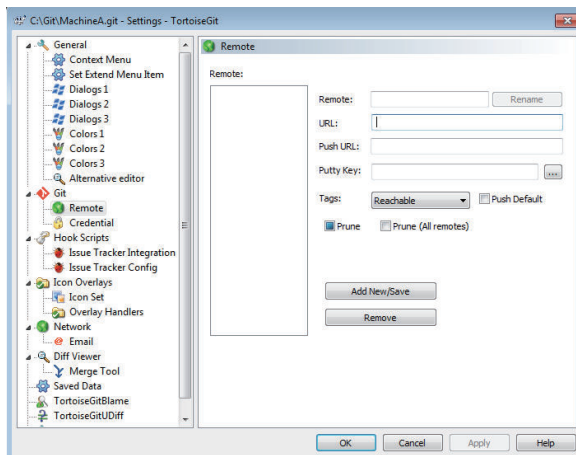 C:\Git\MachineA.git - Settings - TortoiseGit
General
Context Menu
Set Extend Menu Item
Dialogs 1
Dialogs 2
Dialogs 3
Colors 1
Colors 2
Colors 3
Alternative editor
Git
Remote
Credential
Hook Scripts
Issue Tracker Integration
Issue Tracker Config
Icon Overlays
Icon Set
Overlay Handlers
Network
Email
Diff Viewer
Merge Tool
Saved Data
TortoiseGitBlame
TortoiseGitUDiff
Remote
Remote:
Remote: Rename
URL:
Push URL:
Putty Key: ...
Tags: Reachable Push Default
Prune Prune (All remotes)
Add New/Save
Remove
OK Cancel Apply Help